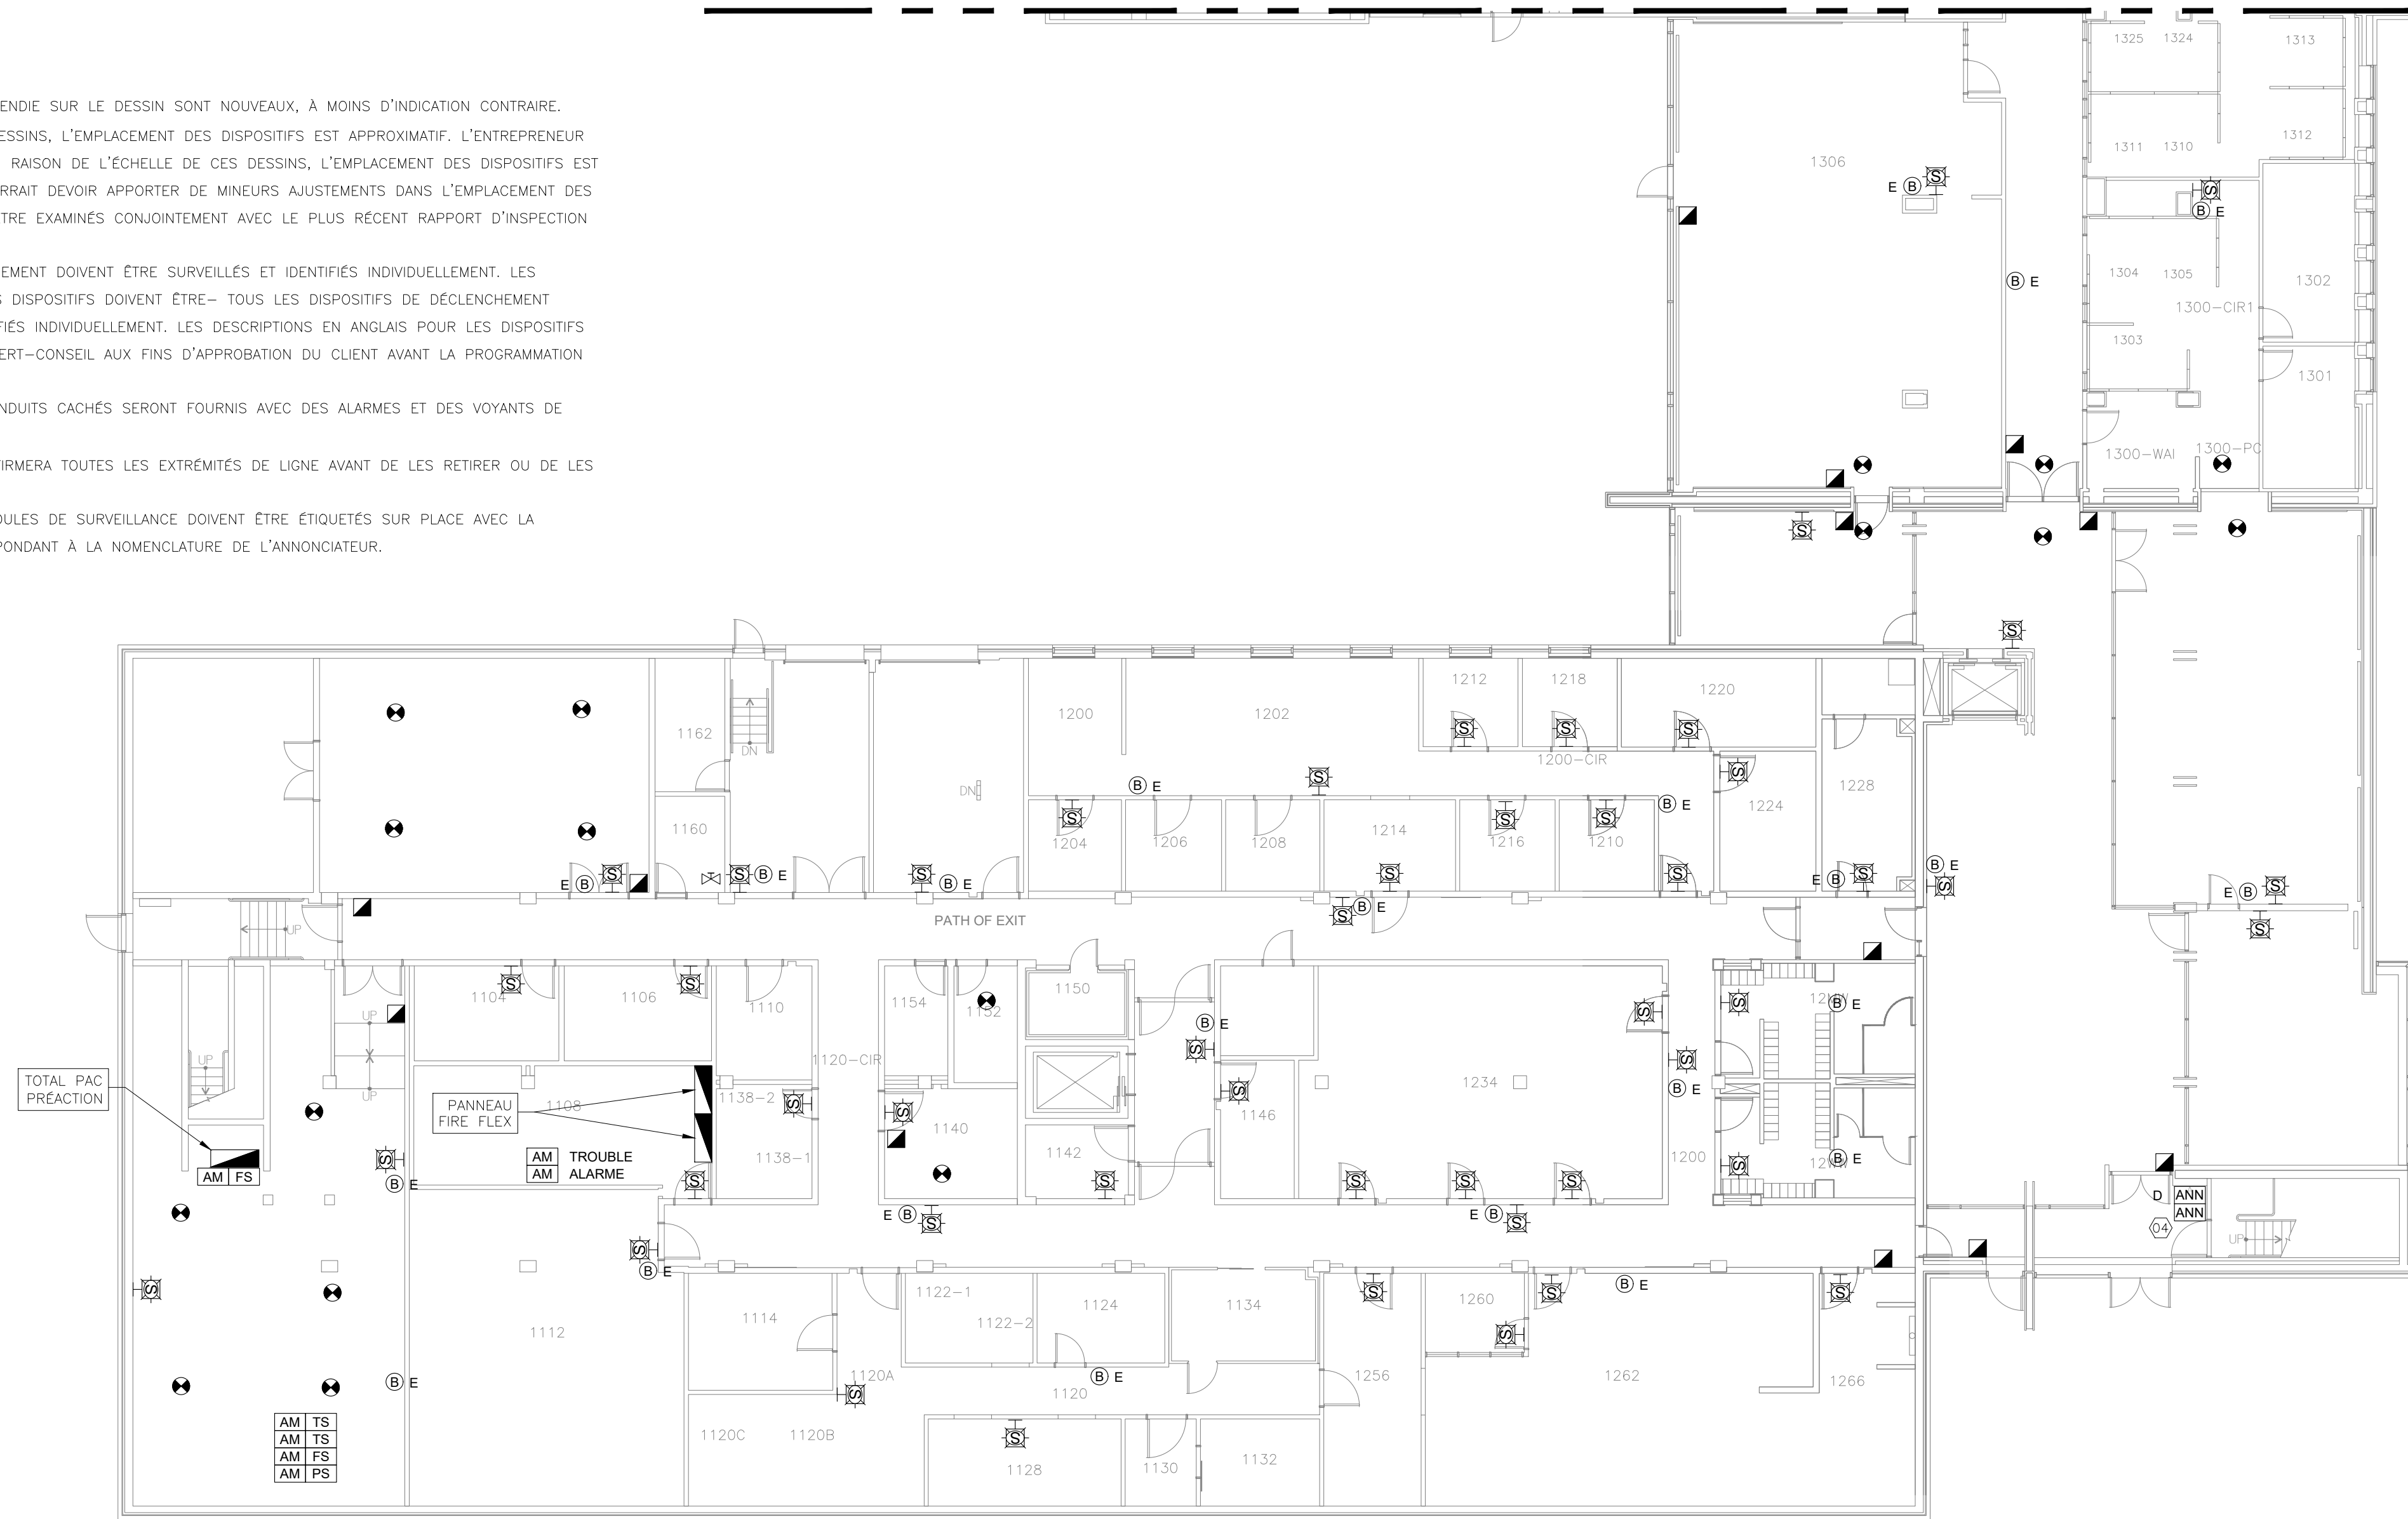 ENDIE SUR LE DESSIN SONT NOUVEAUX, À MOINS D'INDICATION CONTRAIRE.
ESSINS, L'EMPLACEMENT DES DISPOSITIFS EST APPROXIMATIF. L'ENTREPRENEUR
RAISON DE L'ÉCHELLE DE CES DESSINS, L'EMPLACEMENT DES DISPOSITIFS EST
RRAIT DEVOIR APPORTER DE MINEURS AJUSTEMENTS DANS L'EMPLACEMENT DES
TRE EXAMINÉS CONJOINTEMENT AVEC LE PLUS RÉCENT RAPPORT D'INSPECTION
EMENT DOIVENT ÊTRE SURVEILLÉS ET IDENTIFIÉS INDIVIDUELLEMENT. LES
S DISPOSITIFS DOIVENT ÊTRE– TOUS LES DISPOSITIFS DE DÉCLENCHEMENT
FIÉS INDIVIDUELLEMENT. LES DESCRIPTIONS EN ANGLAIS POUR LES DISPOSITIFS
ERT–CONSEIL AUX FINS D'APPROBATION DU CLIENT AVANT LA PROGRAMMATION
NDUITS CACHÉS SERONT FOURNIS AVEC DES ALARMES ET DES VOYANTS DE
FIRMERA TOUTES LES EXTRÉMITÉS DE LIGNE AVANT DE LES RETIRER OU DE LES
DULES DE SURVEILLANCE DOIVENT ÊTRE ÉTIQUETÉS SUR PLACE AVEC LA
PONDANT À LA NOMENCLATURE DE L'ANNONCIATEUR.
1325 1324 1313
1311 1310 1312
1306
E B S
S
B E
B E
1304 1305 1302
1300-CIR1
1303
1301
1300-WAI 1300-PC
S
S
1162
DN
1200 1202 1212 1218 1220
S S S
1200-CIR
DN
B E S S
1160
1204 1206 1208 1214 1216 1210 1224 1228
S S S B E
E B S S B E S B E S S E B S
B E S
E B S
S B E
S
PATH OF EXIT
UP
1104 1106 1110 1154 1152 1150
S S
UP
UP
UP
1120-CIR
B E
S
S
S
S B E
12WW
1234
S
B E
TOTAL PAC
PRÉACTION
PANNEAU
FIRE FLEX
1108
1138-2 S
S
1140 1142 1146
S
AM FS
AM TROUBLE
AM ALARME
1138-1
S S S S S
1200
S B E
12WW
S
B E
E B S
E B S
D ANN
ANN
04
UP
S
B E
S
1112
1114 1122-1 1122-2 1124 1134
S
1260
S
B E
S
S
1120A
S
1120
B E
1256 1262 1266
B E
AM TS
AM TS
AM FS
AM PS
1120C 1120B
S
1128 1130 1132